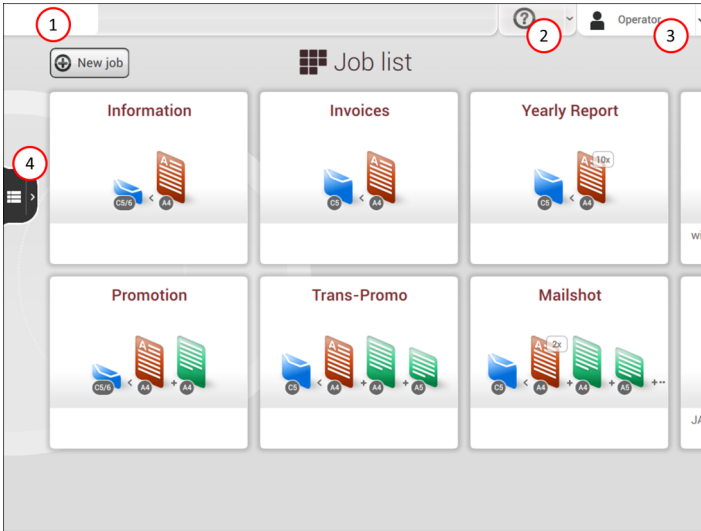 1
2
Operator
3
New job
Job list
Information
Invoices
Yearly Report
4
A
A
A
10x
C5/6 < A4
C5 < A4
C5 < A4
wi
Promotion
Trans-Promo
Mailshot
A
A
A
2x
C5/6 < A4 + A4
C5 < A4 + A4 + A5
C5 < A4 + A4 + A5 +··
JA